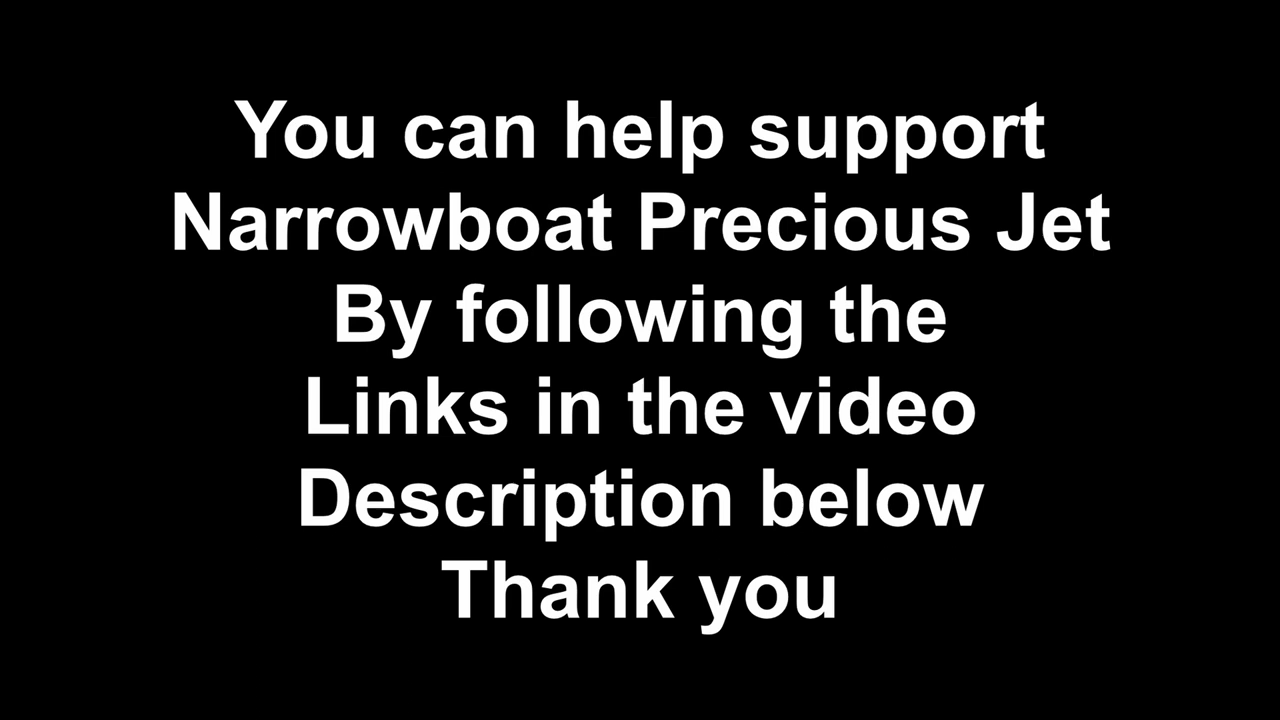 You can help support
Narrowboat Precious Jet
By following the
Links in the video
Description below
Thank you